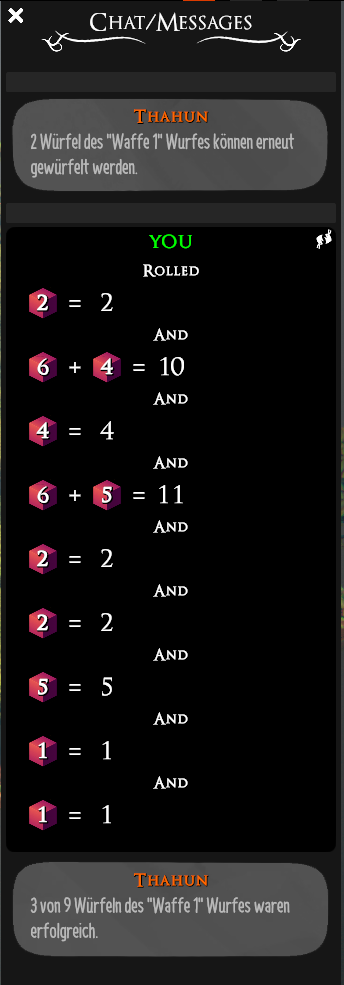 Chat/Messages
Thahun
2 Würfel des "Waffe 1" Wurfes können erneut
gewürfelt werden.
YOU
Rolled
2 = 2
And
6 + 4 = 10
And
4 = 4
And
6 + 5 = 11
And
2 = 2
And
2 = 2
And
5 = 5
And
1 = 1
And
1 = 1
Thahun
3 von 9 Würfeln des "Waffe 1" Wurfes waren
erfolgreich.